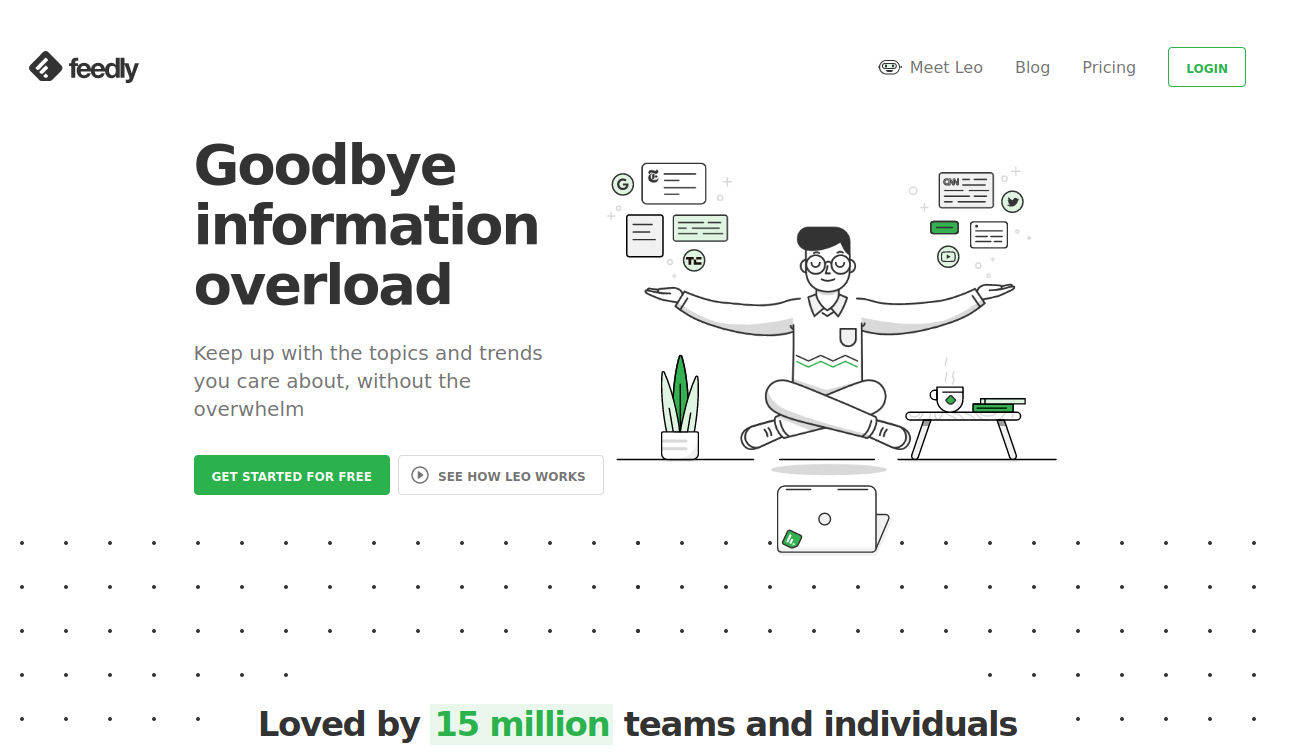 feedly
Meet Leo
Blog
Pricing
LOGIN
Goodbye
information
overload
Keep up with the topics and trends
you care about, without the
overwhelm
GET STARTED FOR FREE
SEE HOW LEO WORKS
G
T
CNN
TC
Loved by 15 million teams and individuals